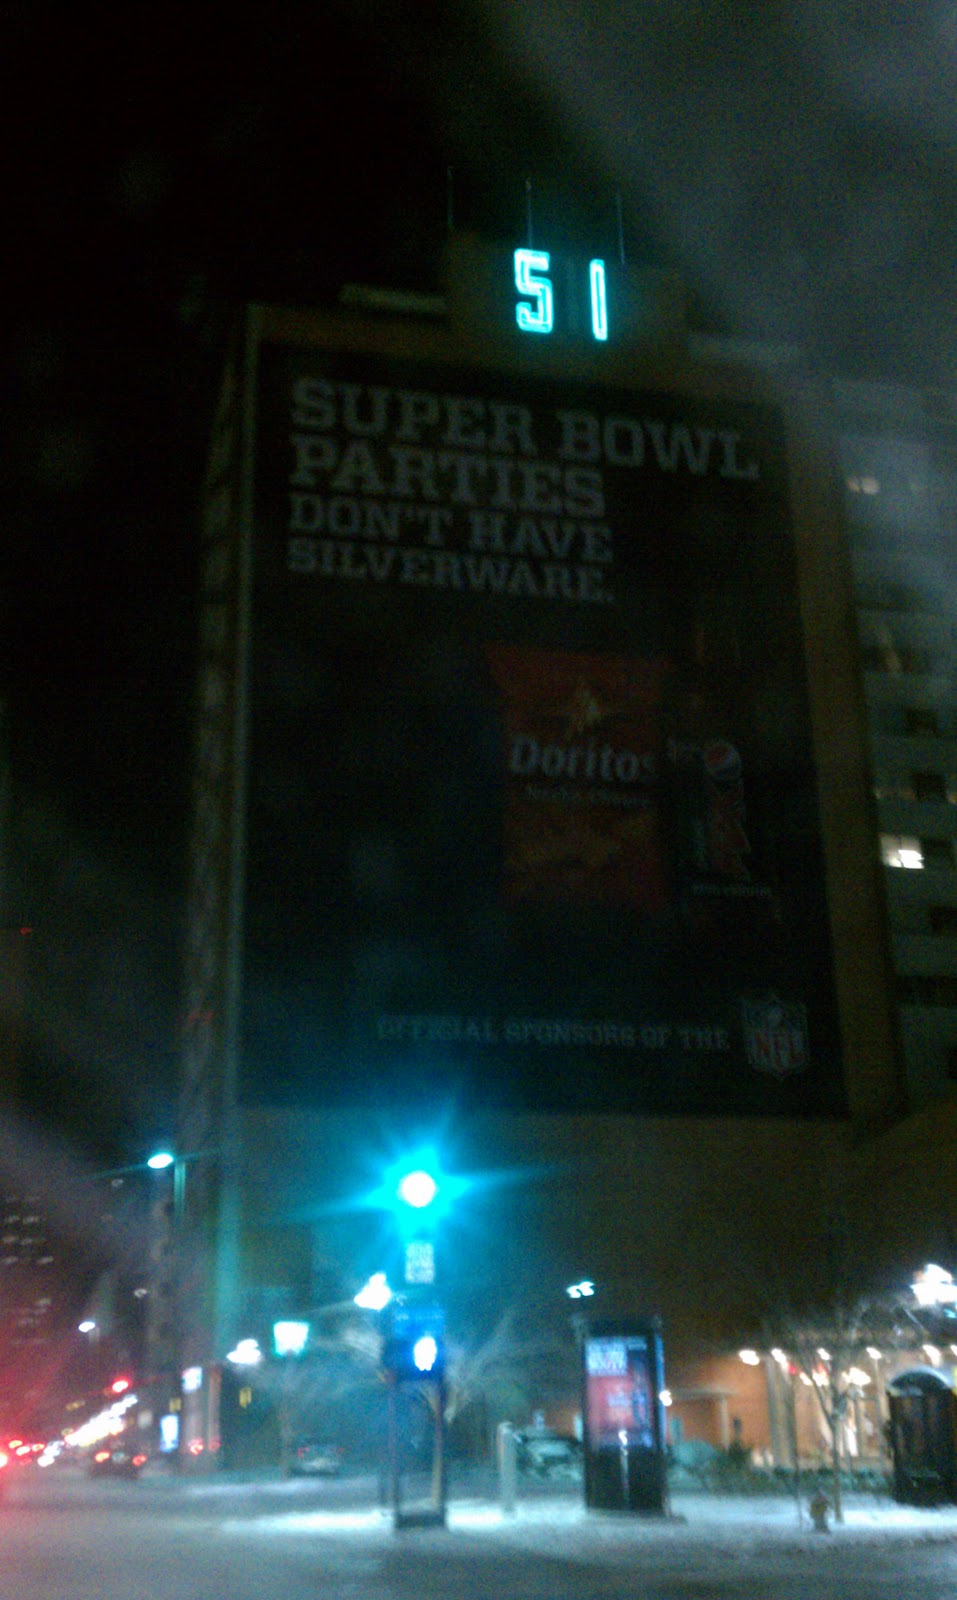 51
SUPER BOWL
PARTIES
DON'T HAVE
SILVERWARE.
Doritos
OFFICIAL SPONSORS OF THE
NFL